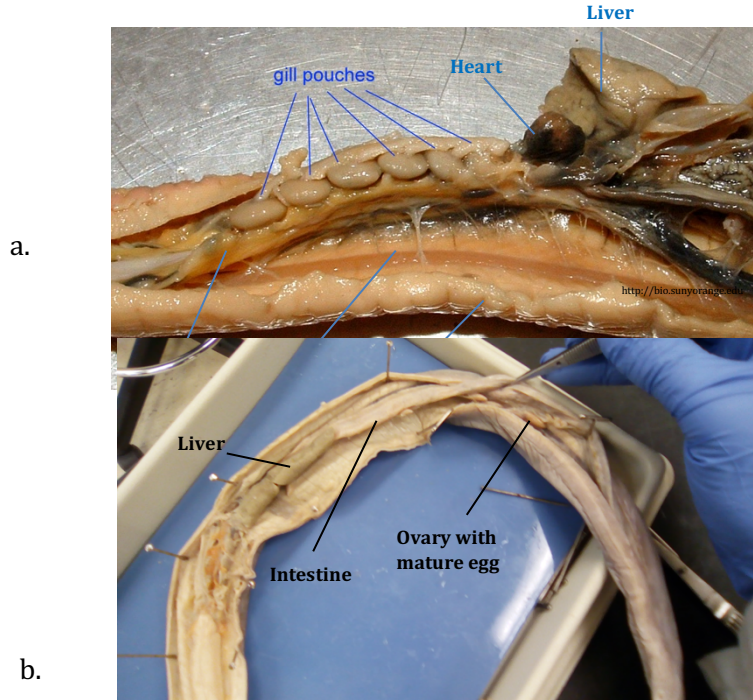 Liver
Heart
gill pouches
a.
http://bio.sunyorange.edu
Liver
Intestine
Ovary with
mature egg
b.